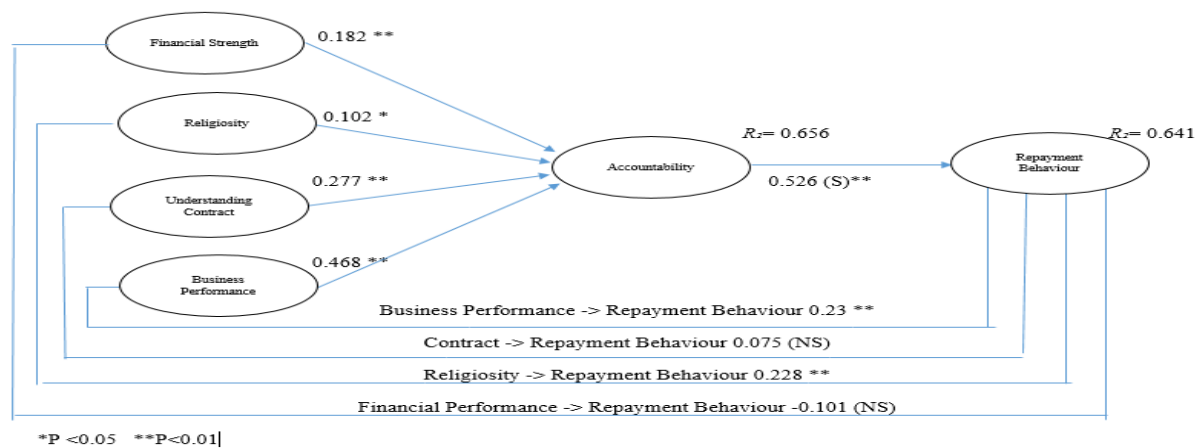 Financial Strength
0.182 **
Religiosity
0.102 *
Understanding
Contract
0.277 **
Business
Performance
0.468 **
Accountability
R₂= 0.656
0.526 (S)**
Repayment
Behaviour
R₂= 0.641
Business Performance -> Repayment Behaviour 0.23 **
Contract -> Repayment Behaviour 0.075 (NS)
Religiosity -> Repayment Behaviour 0.228 **
Financial Performance -> Repayment Behaviour -0.101 (NS)
*P <0.05 **P<0.01